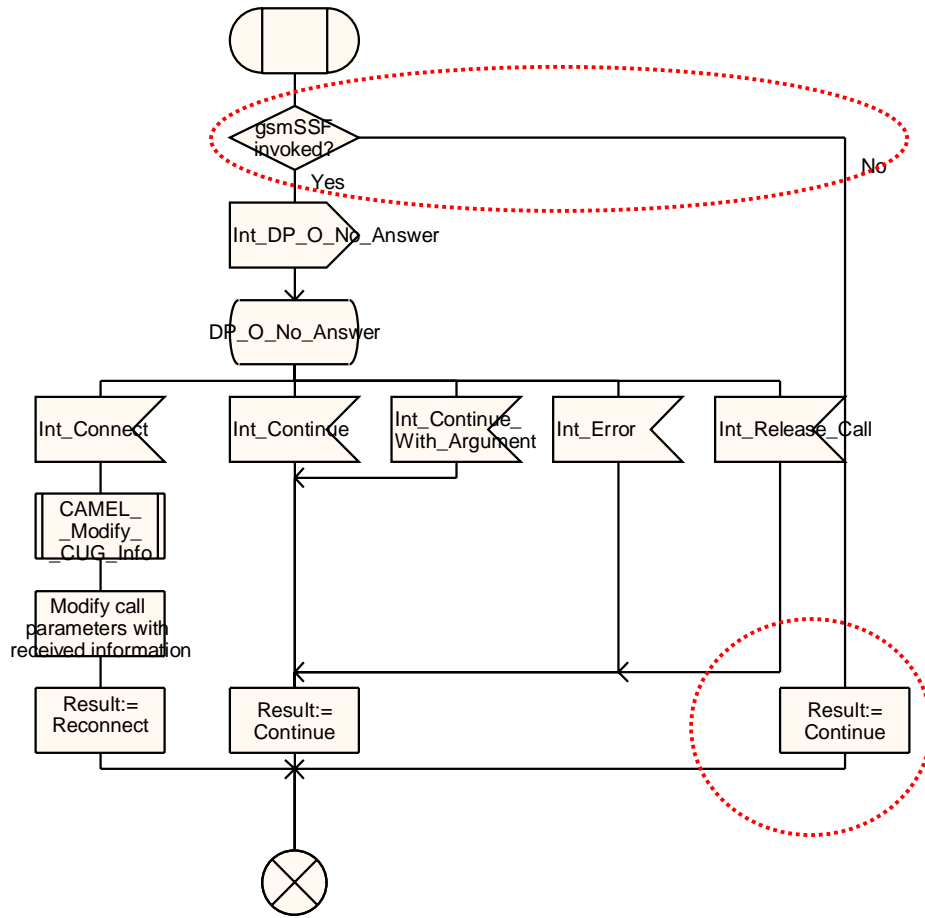 gsmSSF
invoked?
No
Yes
Int_DP_O_No_Answer
DP_O_No_Answer
Int_Connect
Int_Continue
Int_Continue_
With_Argument
Int_Error
Int_Release_Call
CAMEL_
_Modify_
_CUG_Info
Modify call
parameters with
received information
Result:=
Reconnect
Result:=
Continue
Result:=
Continue